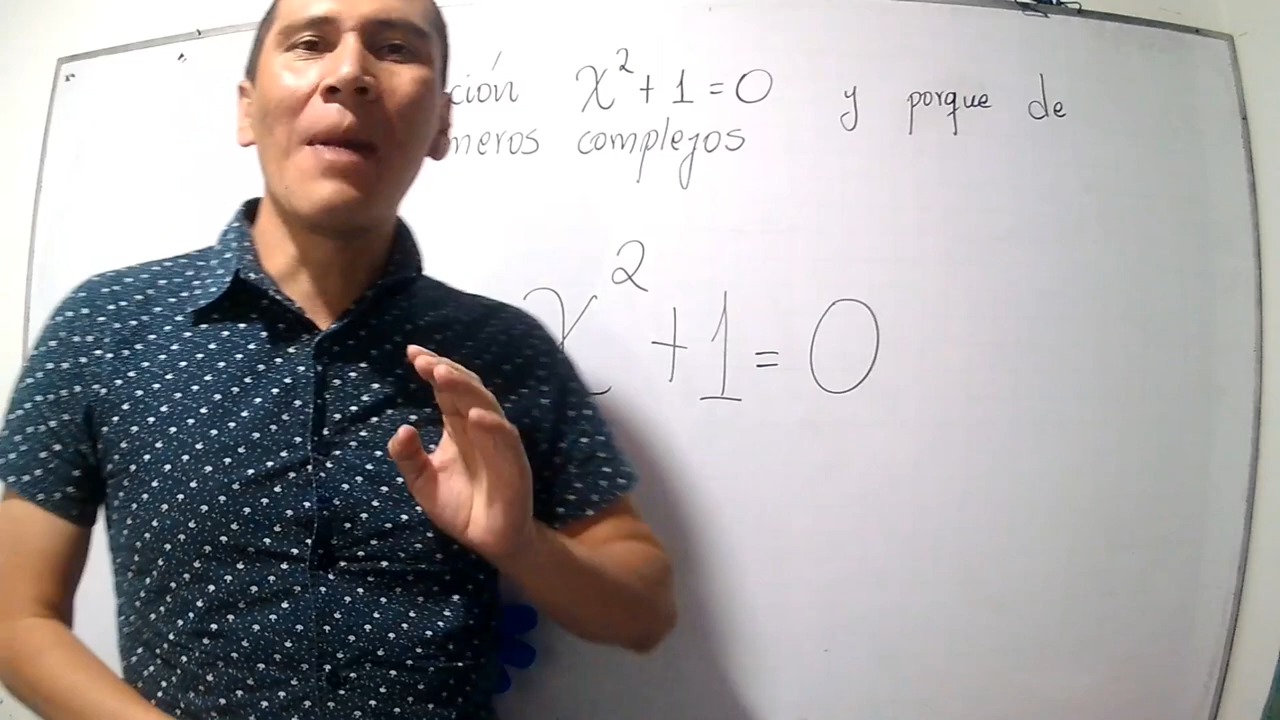 ción x²+1=0 y porque de
meros complejos
x²+1=0